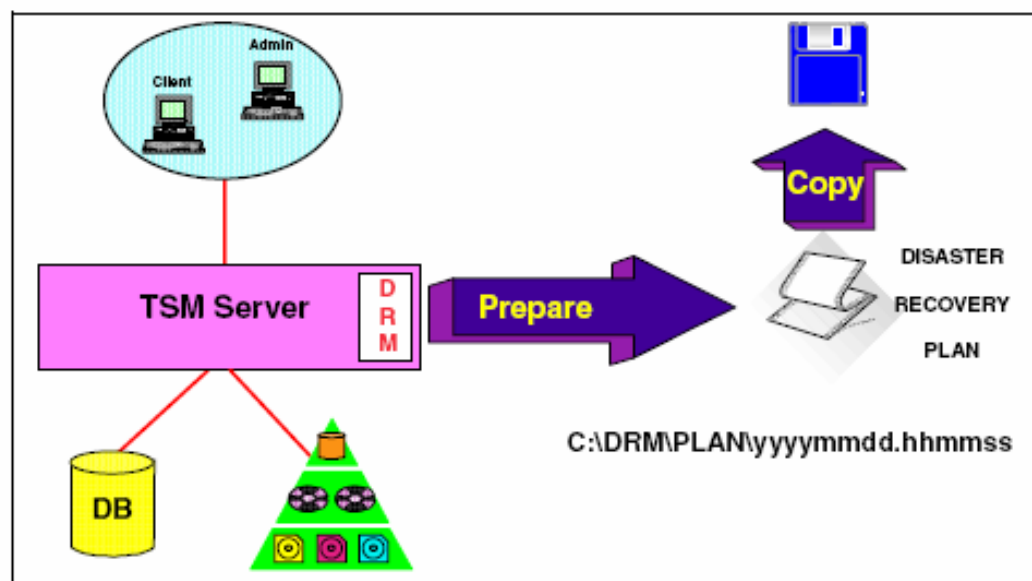 Admin
Client
Copy
DISASTER
RECOVERY
PLAN
TSM Server
D
R
M
Prepare
C:\DRM\PLAN\yyyymmdd.hhmmss
DB